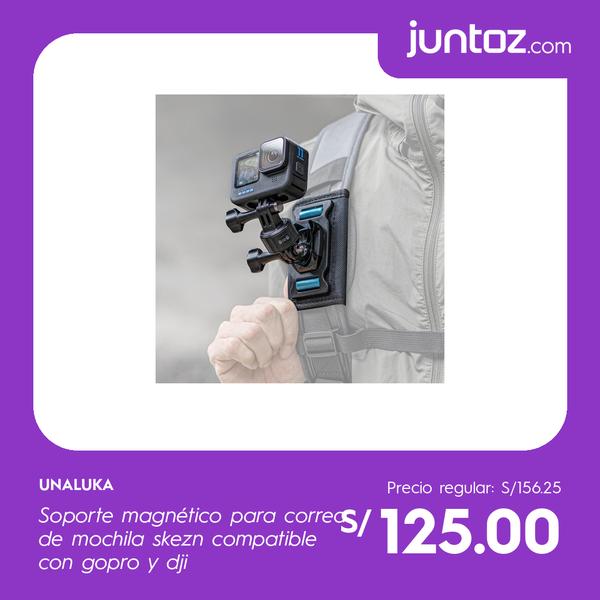 juntoz.com
UNALUKA
Soporte magnético para correa
de mochila skezn compatible
con gopro y dji
Precio regular: S/156.25
S/ 125.00